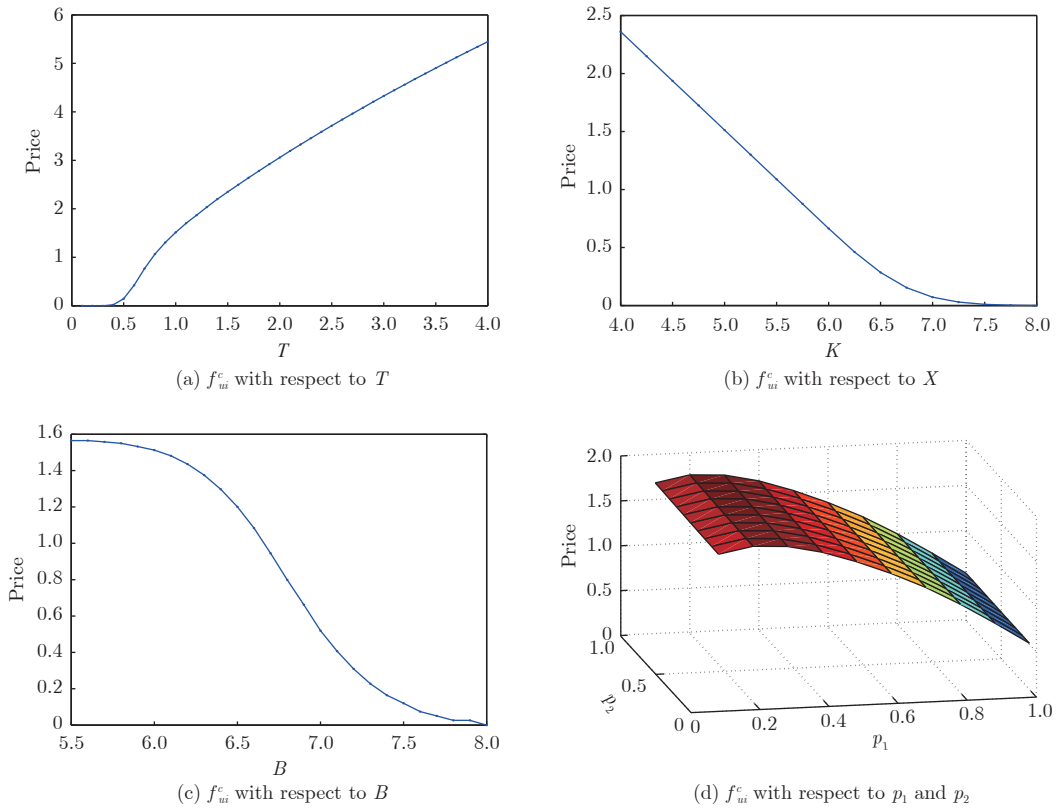 6
5
4
3
2
1
0
Price
0 0.5 1.0 1.5 2.0 2.5 3.0 3.5 4.0
T
(a) f^c_ui with respect to T
2.5
2.0
1.5
1.0
0.5
0
Price
4.0 4.5 5.0 5.5 6.0 6.5 7.0 7.5 8.0
K
(b) f^c_ui with respect to X
1.6
1.4
1.2
1.0
0.8
0.6
0.4
0.2
0
Price
5.5 6.0 6.5 7.0 7.5 8.0
B
(c) f^c_ui with respect to B
2.0
1.5
1.0
0.5
0
Price
1.0
0.5
0
p_2
0 0.2 0.4 0.6 0.8 1.0
p_1
(d) f^c_ui with respect to p_1 and p_2